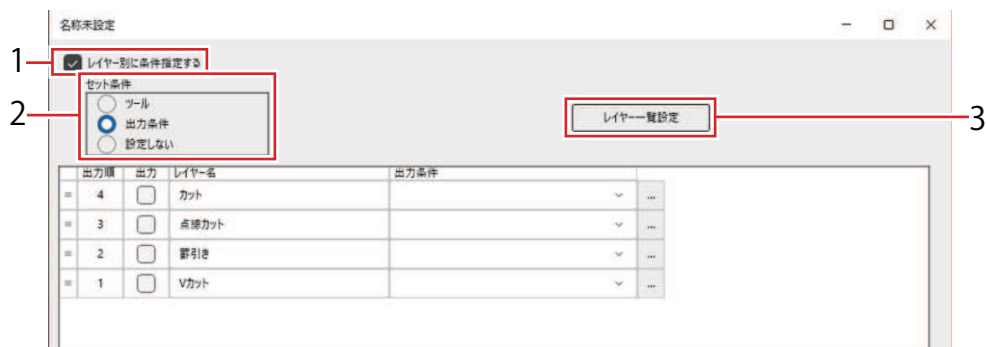 名称未設定
1
レイヤー別に条件指定する
セット条件
2
ツール
出力条件
設定しない
レイヤー一覧設定
3
出力順 出力 レイヤー名 出力条件
= 4 カット ...
= 3 点線カット ...
= 2 罫引き ...
= 1 Vカット ...